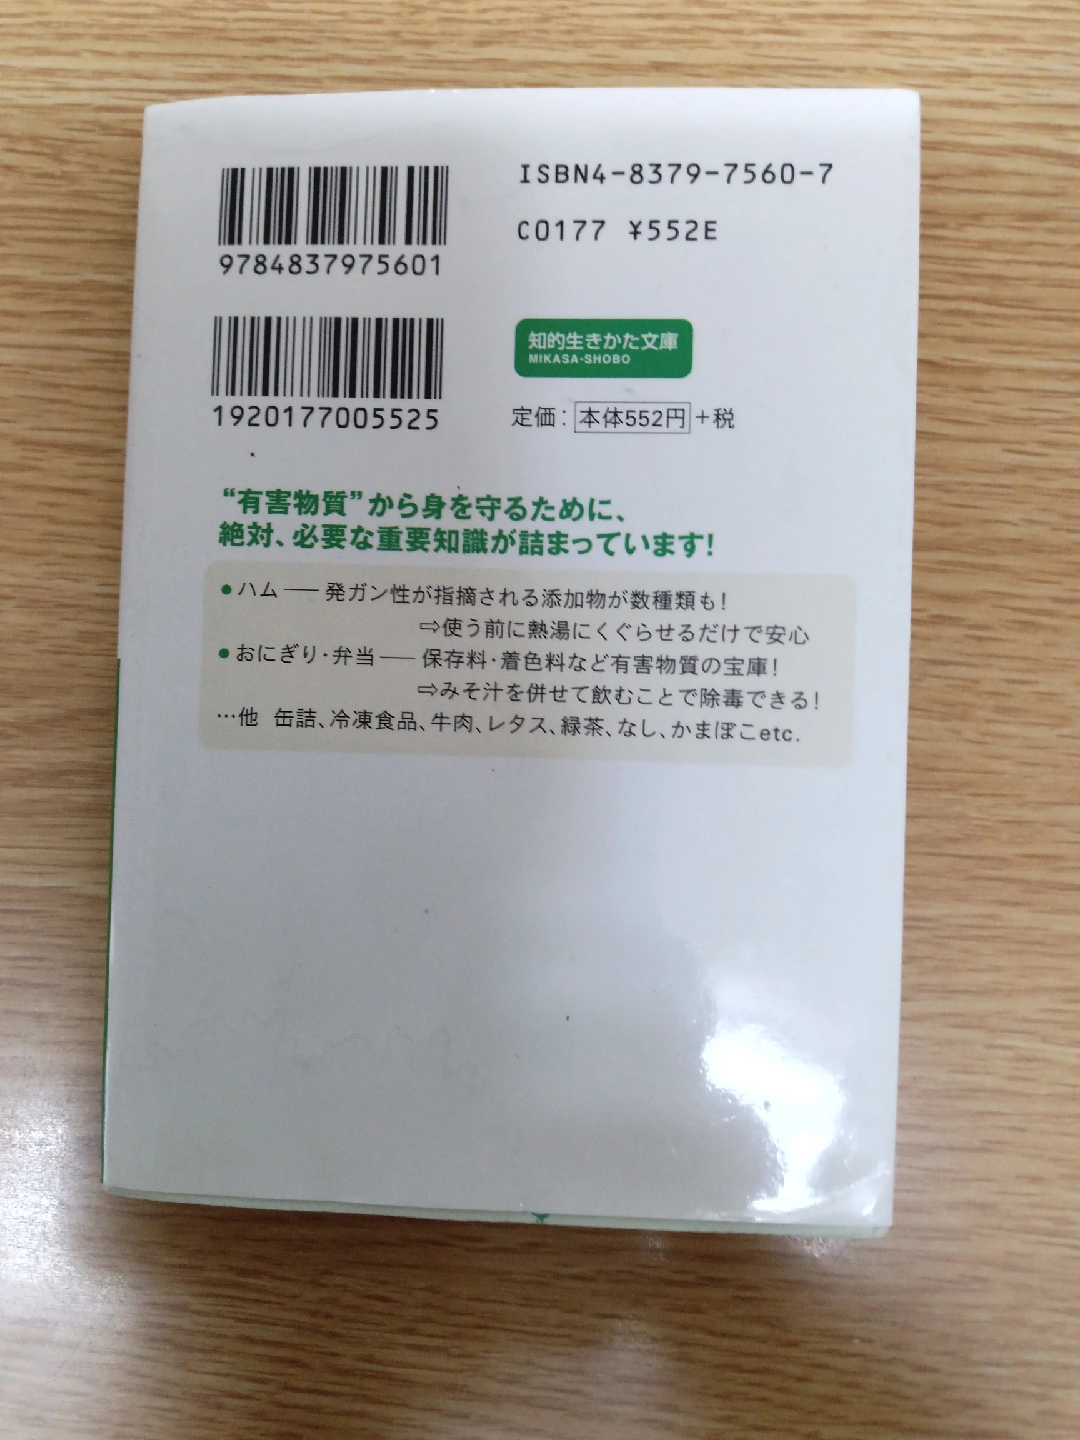 ISBN4-8379-7560-7
C0177 ¥552E
9784837975601
知的生きかた文庫
MIKASA-SHOBO
1920177005525
定価：本体552円＋税
“有害物質”から身を守るために、
絶対、必要な重要知識が詰まっています！
●ハム――発ガン性が指摘される添加物が数種類も！
⇨使う前に熱湯にくぐらせるだけで安心
●おにぎり・弁当――保存料・着色料など有害物質の宝庫！
⇨みそ汁を併せて飲むことで除毒できる！
…他 缶詰、冷凍食品、牛肉、レタス、緑茶、なし、かまぼこetc.